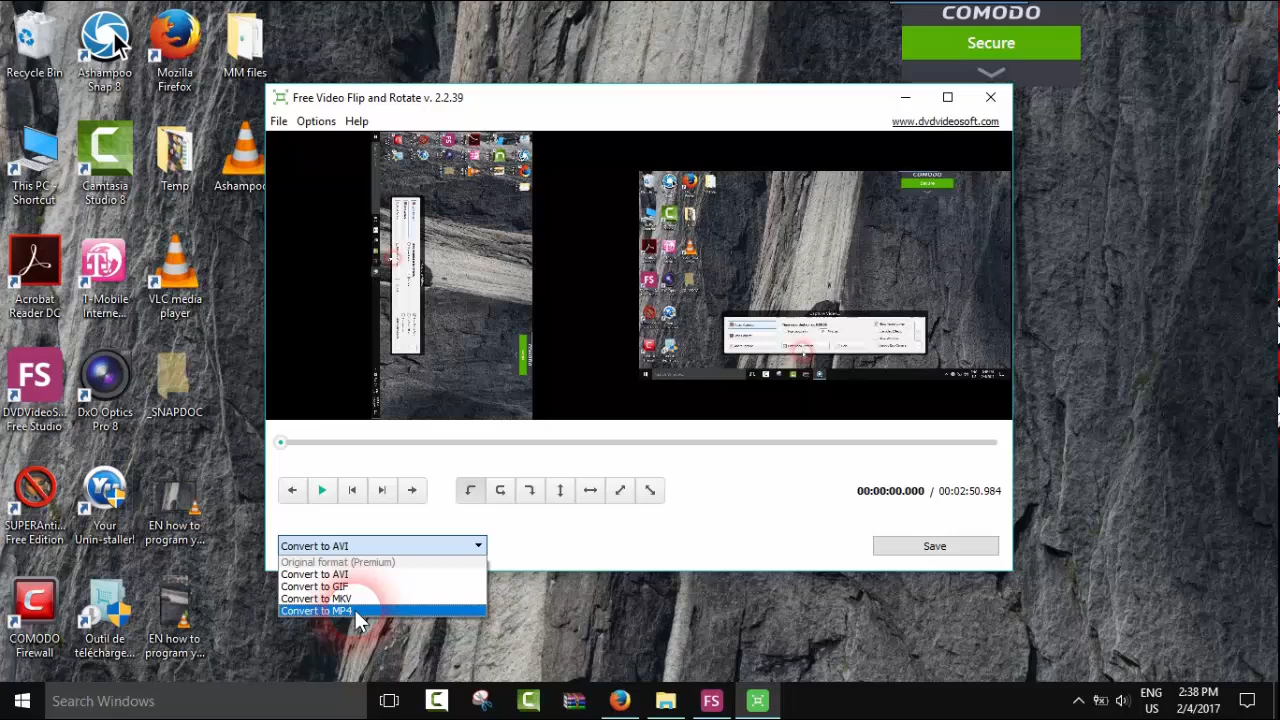 COMODO
Secure
Recycle Bin
Ashampoo
Snap 8
Mozilla
Firefox
MM files
This PC -
Shortcut
Camtasia
Studio 8
Temp
Ashampoo
Acrobat
Reader DC
T-Mobile
Interne...
VLC media
player
FS
DVDVideoS...
Free Studio
DxO Optics
Pro 8
_SNAPDOC
SUPERAnti...
Free Edition
Your
Unin-staller!
EN how to
program y...
COMODO
Firewall
Outil de
télécharge...
EN how to
program y...
Free Video Flip and Rotate v. 2.2.39
File Options Help
www.dvdvideosoft.com
COMODO
Secure
00:00:00.000 / 00:02:50.984
Convert to AVI
Save
Original format (Premium)
Convert to AVI
Convert to GIF
Convert to MKV
Convert to MP4
Search Windows
FS
ENG
US
2:38 PM
2/4/2017